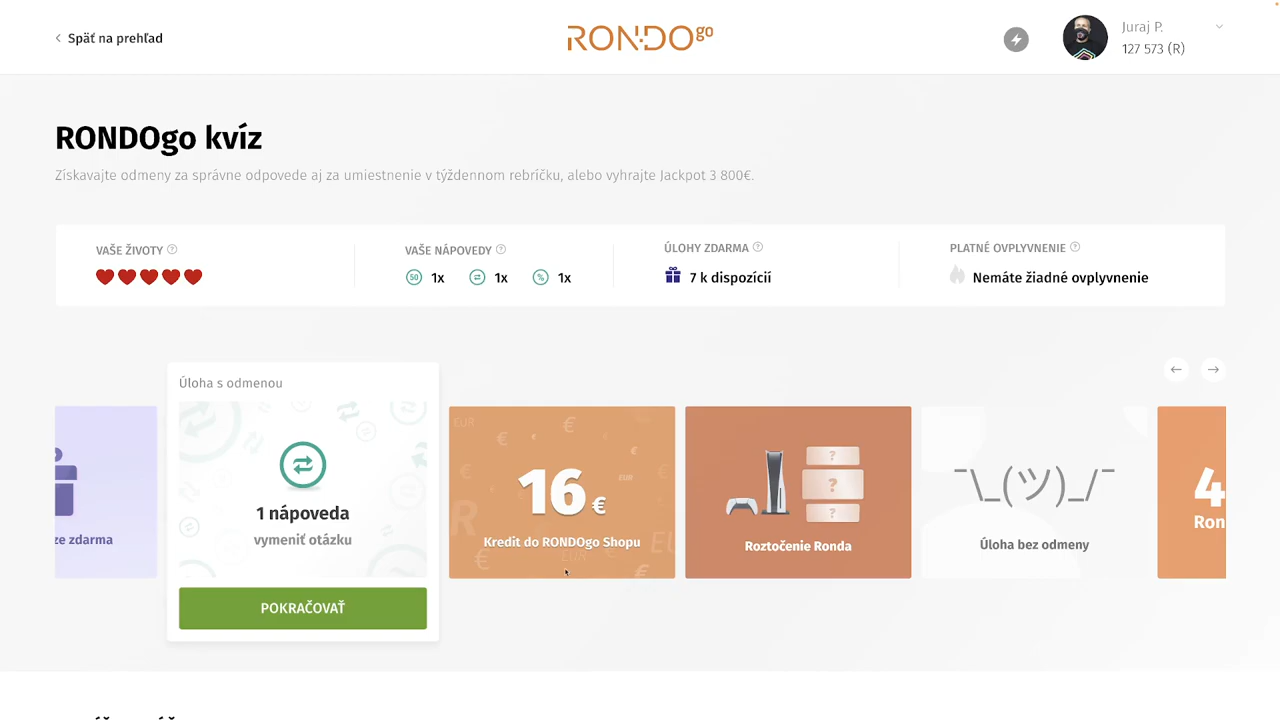 Späť na prehľad
RONDOgo
Juraj P.
127 573 (R)
RONDOgo kvíz
Získavajte odmeny za správne odpovede aj za umiestnenie v týždennom rebríčku, alebo vyhrajte Jackpot 3 800€.
VAŠE ŽIVOTY
VAŠE NÁPOVEDY
50 1x
1x
% 1x
ÚLOHY ZDARMA
7 k dispozícií
PLATNÉ OVPLYVNENIE
Nemáte žiadné ovplyvnenie
ze zdarma
Úloha s odmenou
1 nápoveda
vymeniť otázku
POKRAČOVAŤ
16 €
Kredit do RONDOgo Shopu
Roztočenie Ronda
¯\_(ツ)_/¯
Úloha bez odmeny
4
Ron